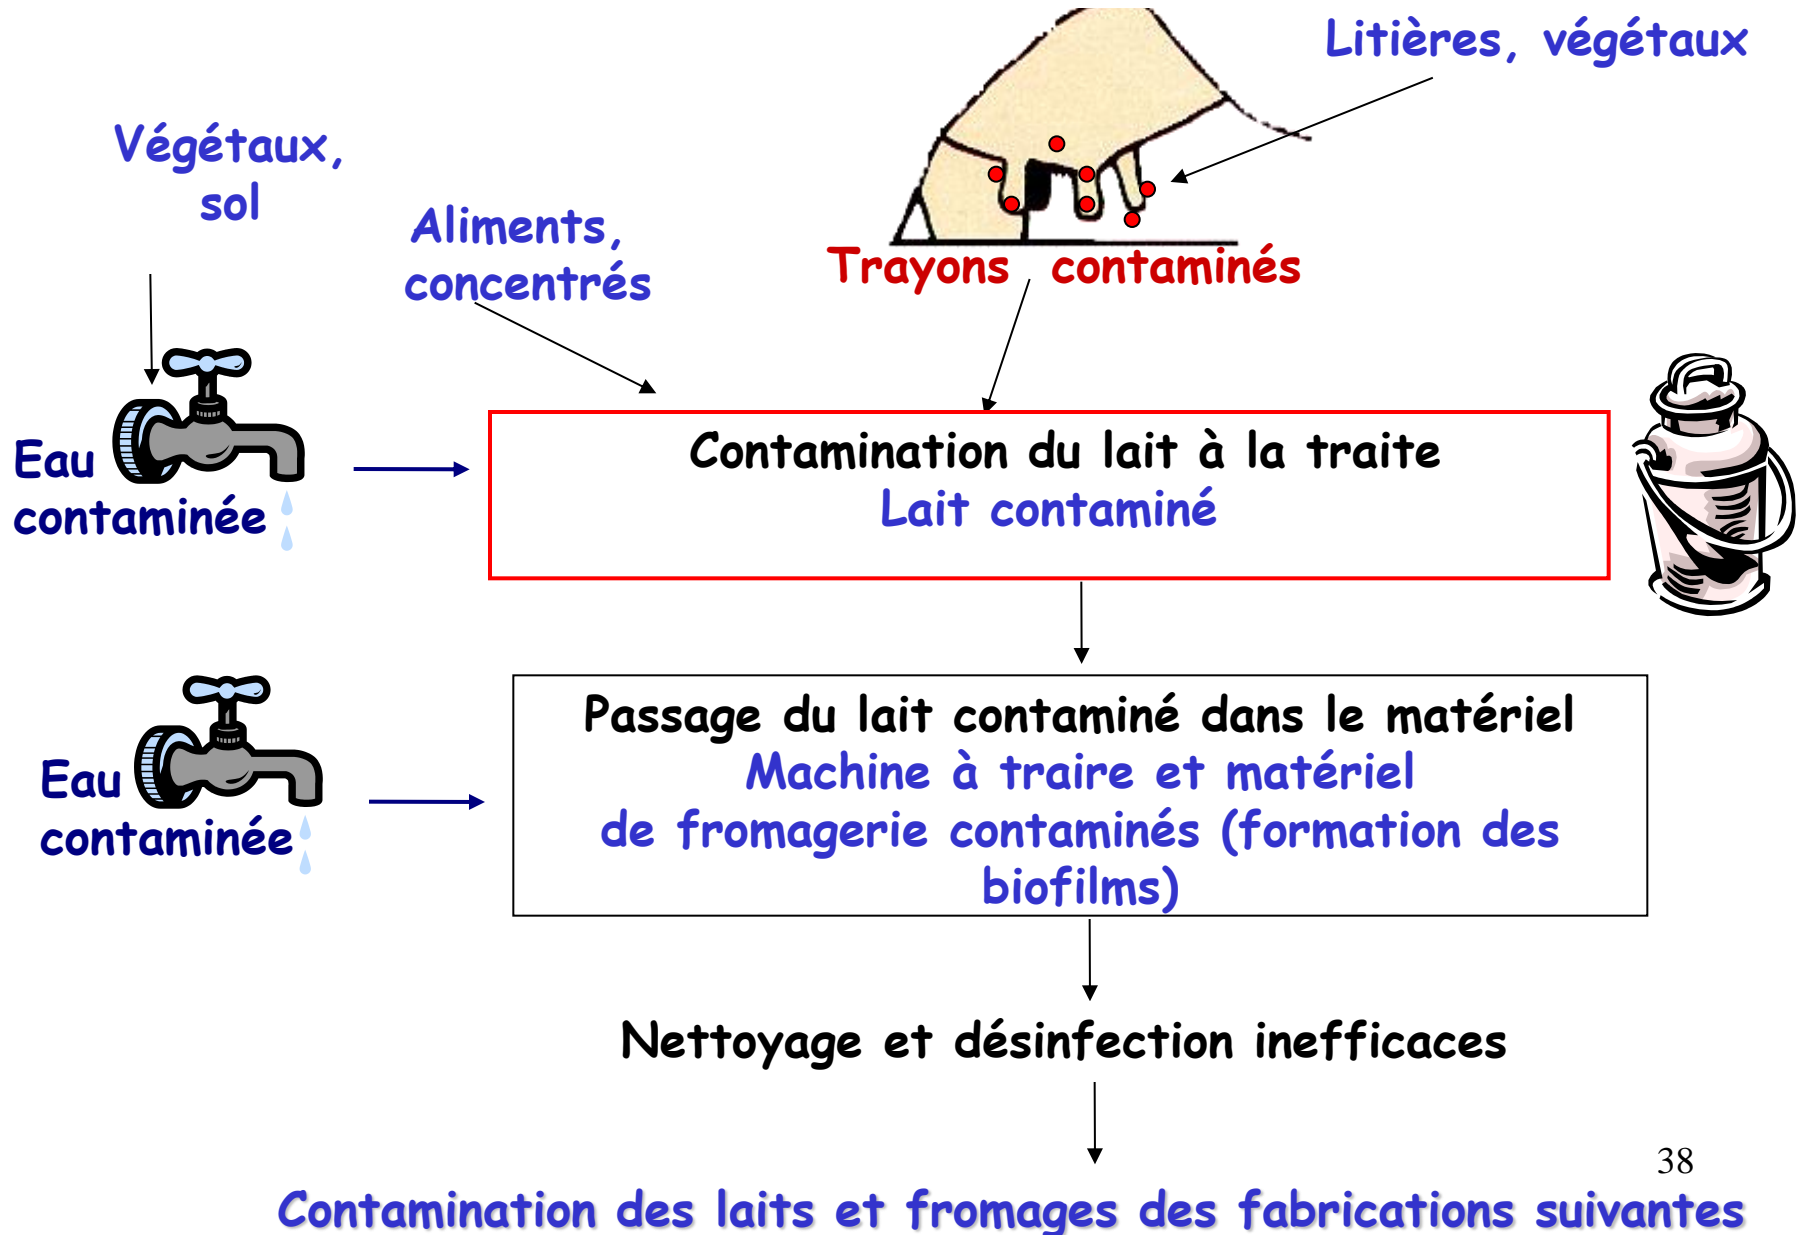 Litières, végétaux
Végétaux,
sol
Aliments,
concentrés
Trayons contaminés
Eau
contaminée
Contamination du lait à la traite
Lait contaminé
Eau
contaminée
Passage du lait contaminé dans le matériel
Machine à traire et matériel
de fromagerie contaminés (formation des
biofilms)
Nettoyage et désinfection inefficaces
38
Contamination des laits et fromages des fabrications suivantes